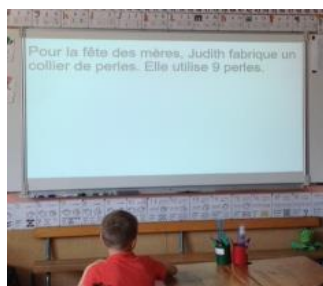 Pour la fête des mères, Judith fabrique un
collier de perles. Elle utilise 9 perles.